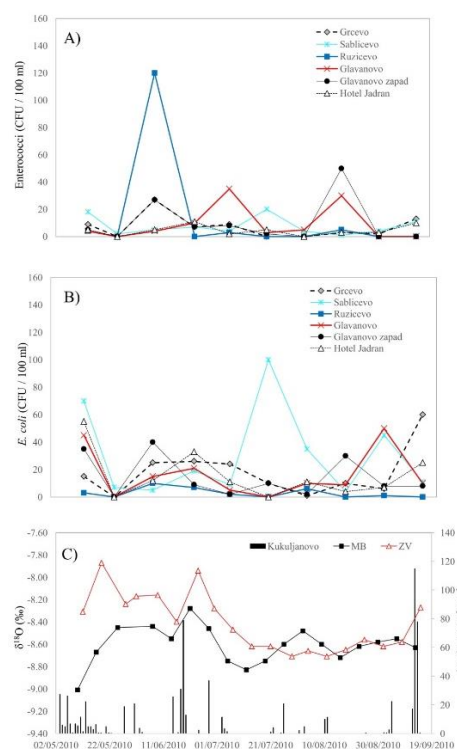 A)
Grcevo
Sablicevo
Ruzicevo
Glavanovo
Glavanovo zapad
Hotel Jadran
Enterococci (CFU / 100 ml)
160
140
120
100
80
60
40
20
0
B)
Grcevo
Sablicevo
Ruzicevo
Glavanovo
Glavanovo zapad
Hotel Jadran
E. coli (CFU / 100 ml)
160
140
120
100
80
60
40
20
0
C)
Kukuljanovo MB ZV
δ18O (‰)
-7.60
-7.80
-8.00
-8.20
-8.40
-8.60
-8.80
-9.00
-9.20
-9.40
140
120
100
80
60
40
20
0
02/05/2010 22/05/2010 11/06/2010 01/07/2010 21/07/2010 10/08/2010 30/08/2010 19/09/2010